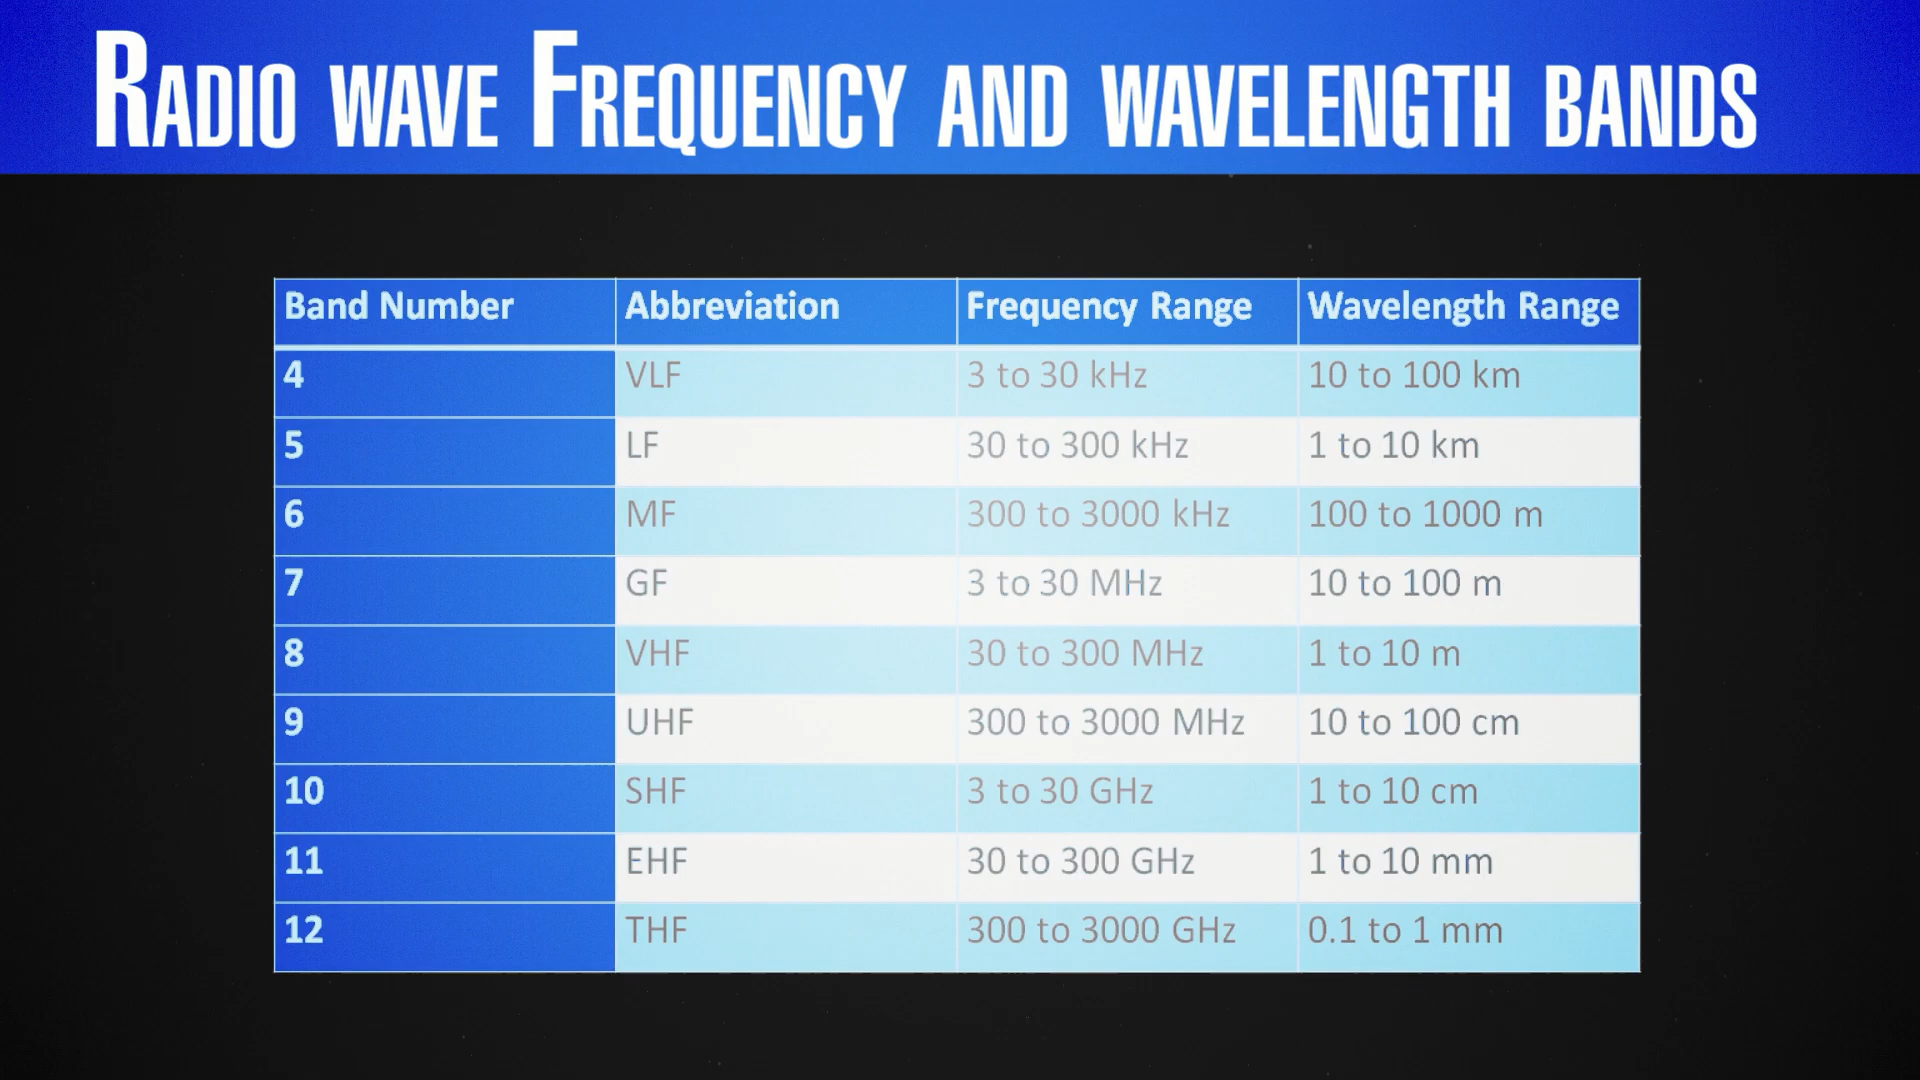 Radio wave Frequency and wavelength bands
Band Number Abbreviation Frequency Range Wavelength Range
4 VLF 3 to 30 kHz 10 to 100 km
5 LF 30 to 300 kHz 1 to 10 km
6 MF 300 to 3000 kHz 100 to 1000 m
7 GF 3 to 30 MHz 10 to 100 m
8 VHF 30 to 300 MHz 1 to 10 m
9 UHF 300 to 3000 MHz 10 to 100 cm
10 SHF 3 to 30 GHz 1 to 10 cm
11 EHF 30 to 300 GHz 1 to 10 mm
12 THF 300 to 3000 GHz 0.1 to 1 mm